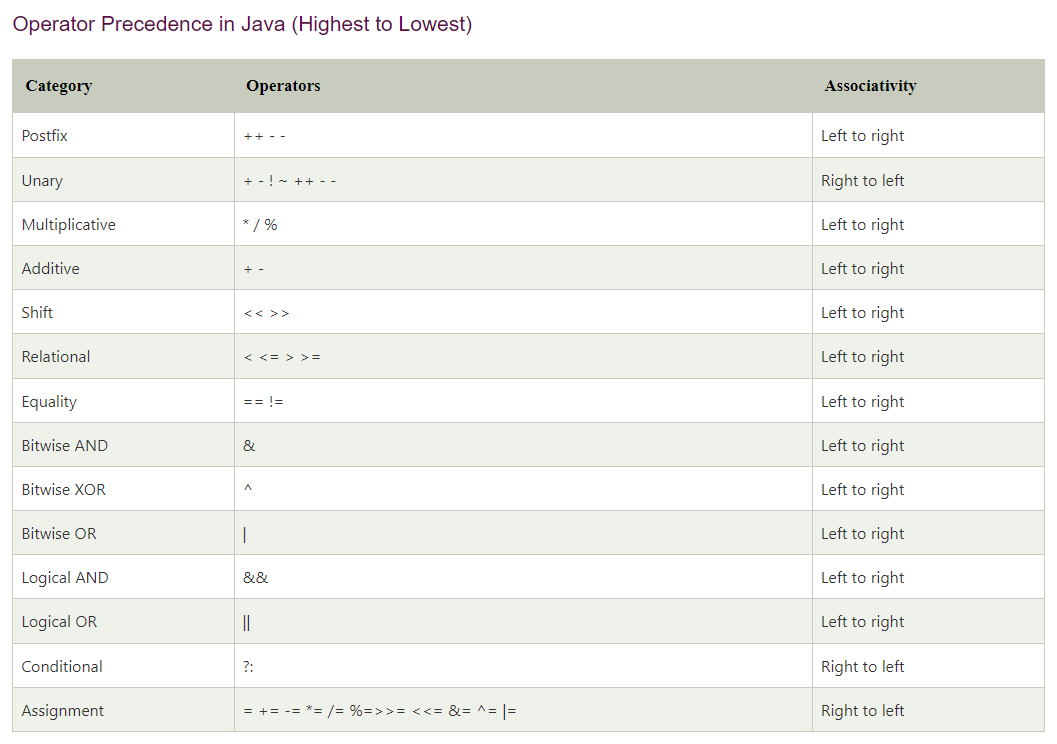 Operator Precedence in Java (Highest to Lowest)
Category Operators Associativity
Postfix ++ - - Left to right
Unary + - ! ~ ++ - - Right to left
Multiplicative * / % Left to right
Additive + - Left to right
Shift << >> Left to right
Relational < <= > >= Left to right
Equality == != Left to right
Bitwise AND & Left to right
Bitwise XOR ^ Left to right
Bitwise OR | Left to right
Logical AND && Left to right
Logical OR || Left to right
Conditional ?: Right to left
Assignment = += -= *= /= %=>>= <<= &= ^= |= Right to left